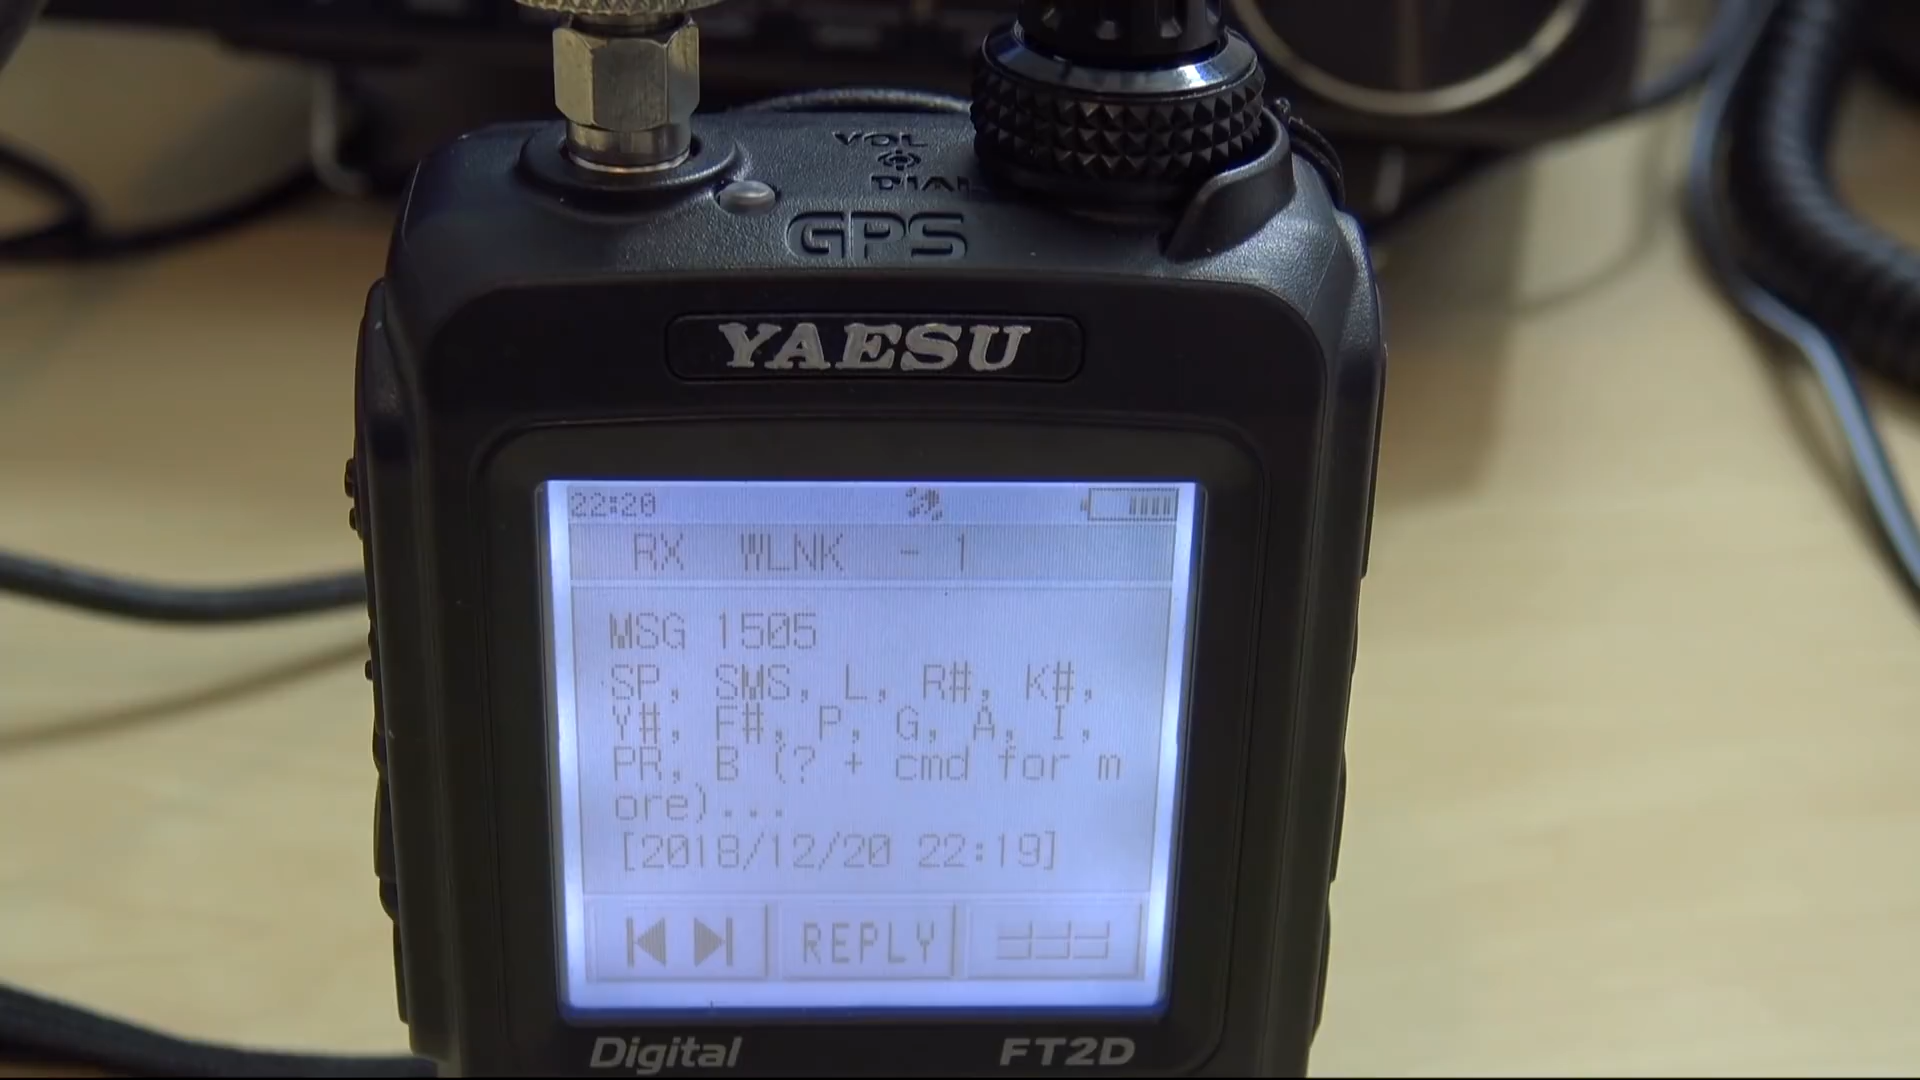 VOL
DIAL
GPS
YAESU
22:20
RX WLNK - 1
MSG 1505
SP, SMS, L, R#, K#,
Y#, F#, P, G, A, I,
PR, B (? + cmd for m
ore)...
[2018/12/20 22:19]
REPLY
Digital FT2D